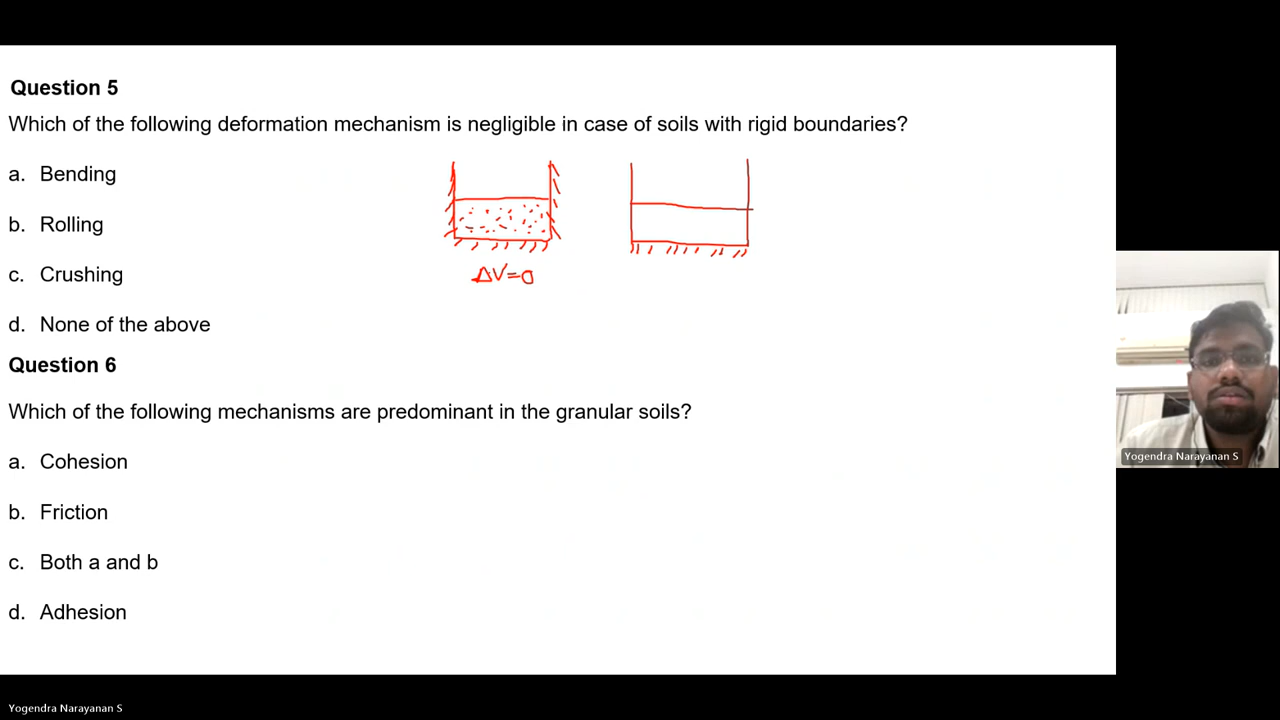 Question 5
Which of the following deformation mechanism is negligible in case of soils with rigid boundaries?
a. Bending
b. Rolling
c. Crushing
ΔV=0
d. None of the above
Question 6
Which of the following mechanisms are predominant in the granular soils?
a. Cohesion
b. Friction
c. Both a and b
d. Adhesion
Yogendra Narayanan S
Yogendra Narayanan S